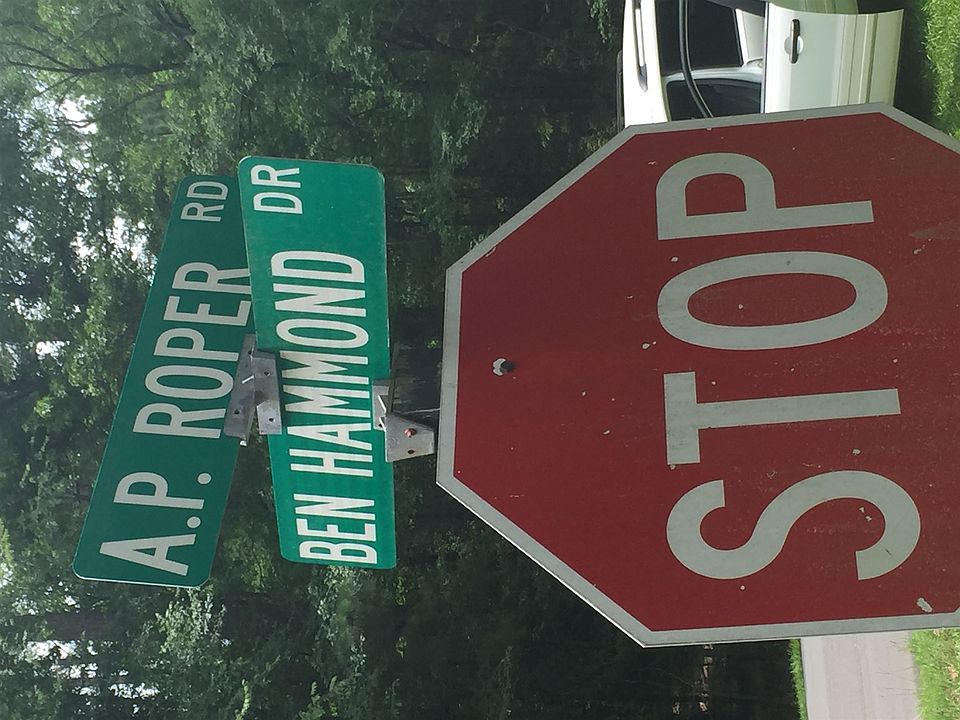 A.P. ROPER RD
BEN HAMMOND DR
STOP